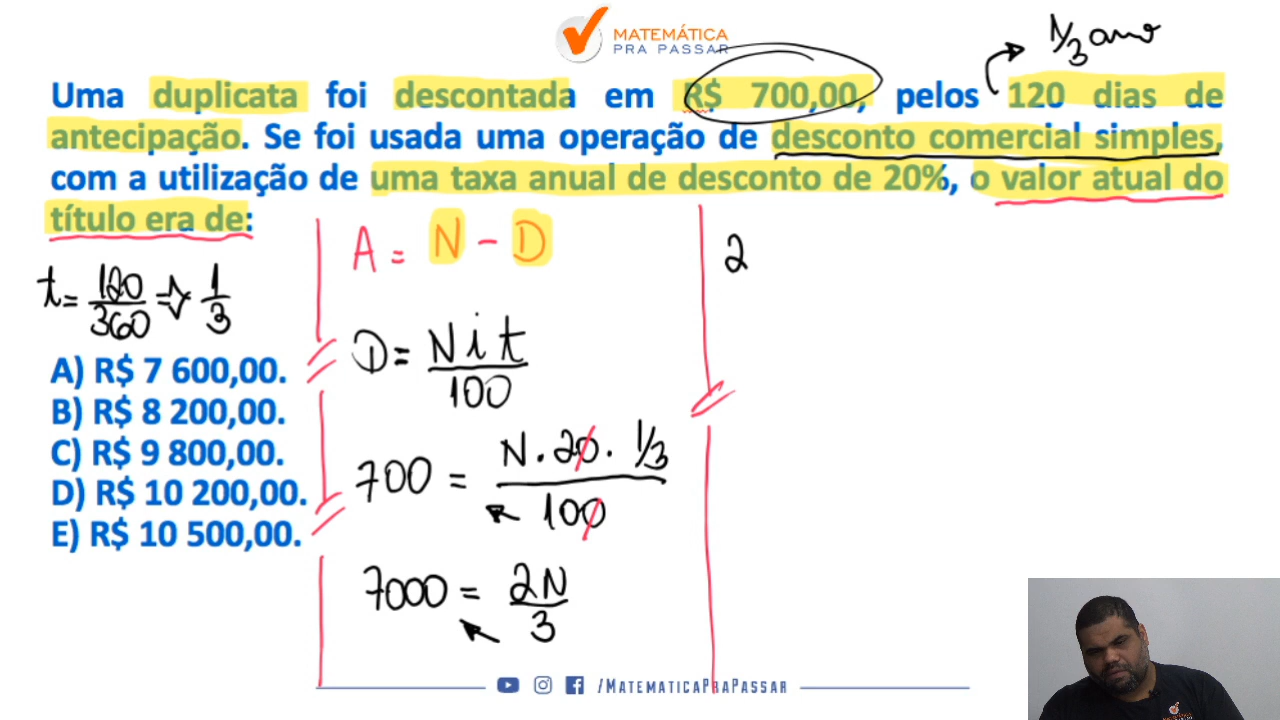 MATEMÁTICA
PRA PASSAR
1/3 ano
Uma duplicata foi descontada em R$ 700,00, pelos 120 dias de
antecipação. Se foi usada uma operação de desconto comercial simples,
com a utilização de uma taxa anual de desconto de 20%, o valor atual do
título era de:
t = 120/360 => 1/3
A) R$ 7 600,00.
B) R$ 8 200,00.
C) R$ 9 800,00.
D) R$ 10 200,00.
E) R$ 10 500,00.
A = N - D
D = Nit/100
700 = N . 20 . 1/3 / 100
7000 = 2N/3
2
/MatematicaPraPassar